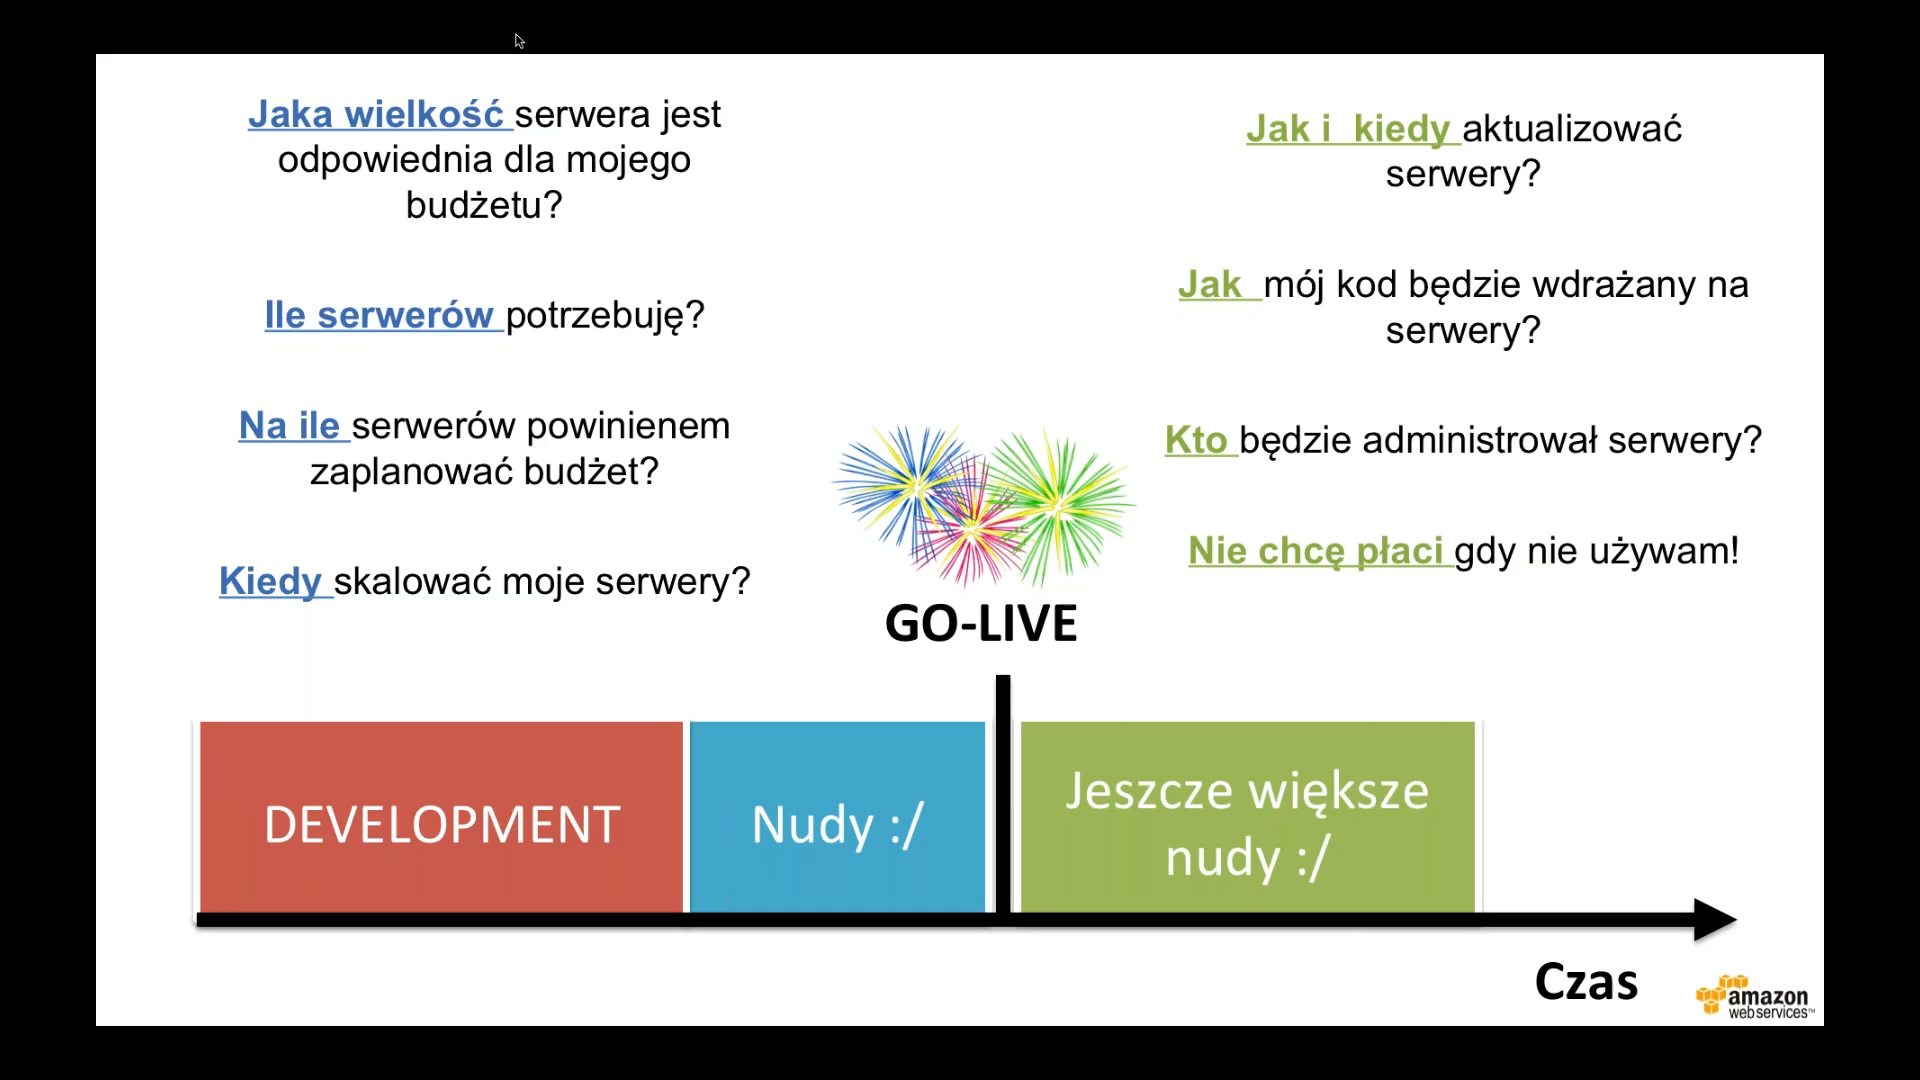 Jaka wielkość serwera jest
odpowiednia dla mojego
budżetu?
Ile serwerów potrzebuję?
Na ile serwerów powinienem
zaplanować budżet?
Kiedy skalować moje serwery?
Jak i  kiedy aktualizować
serwery?
Jak  mój kod będzie wdrażany na
serwery?
Kto będzie administrował serwery?
Nie chcę płaci gdy nie używam!
GO-LIVE
DEVELOPMENT
Nudy :/
Jeszcze większe
nudy :/
Czas
amazon
webservices™